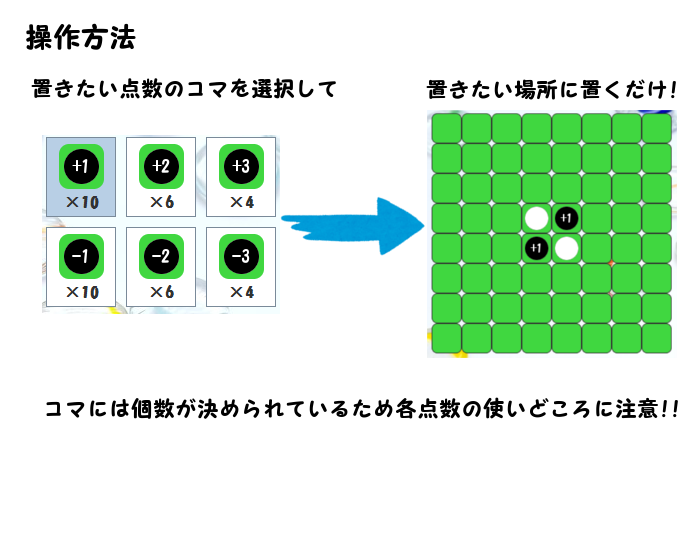 操作方法
置きたい点数のコマを選択して
置きたい場所に置くだけ!
+1 +2 +3
×10 ×6 ×4
-1 -2 -3
×10 ×6 ×4
+1
+1
コマには個数が決められているため各点数の使いどころに注意!!